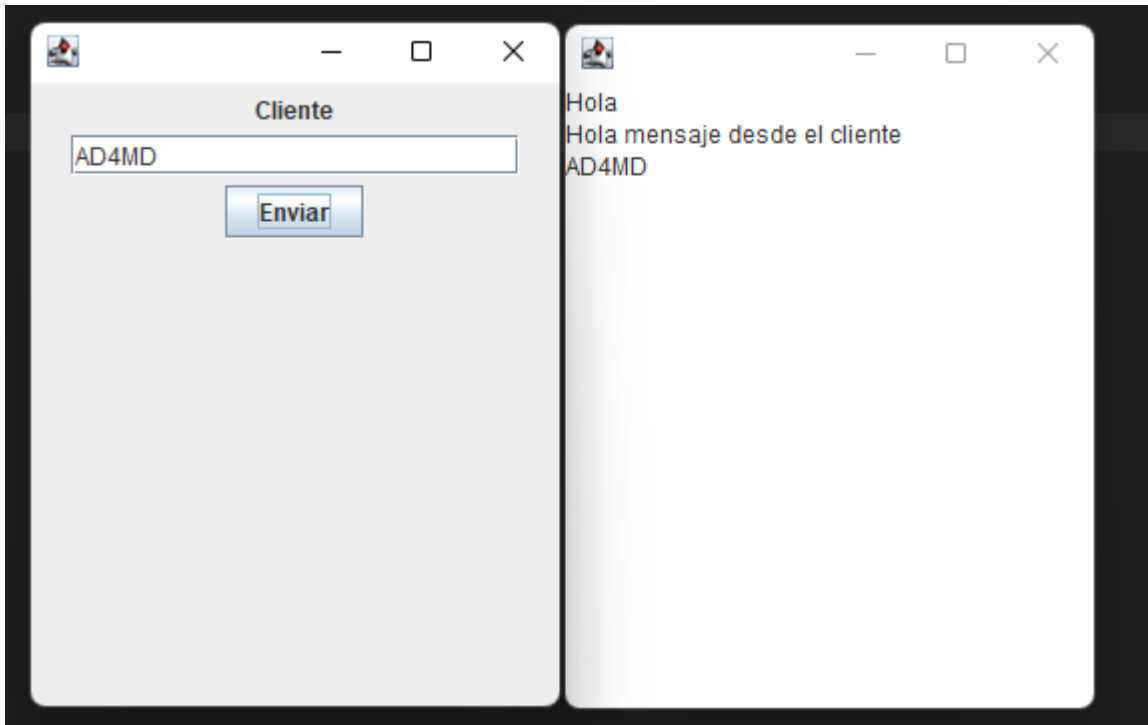 Cliente
AD4MD
Enviar
Hola
Hola mensaje desde el cliente
AD4MD